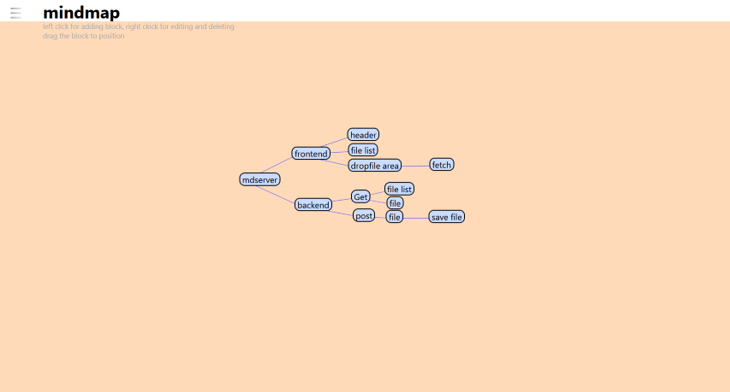 mindmap
left click for adding block, right click for editing and deleting
drag the block to position
header
frontend
file list
dropfile area
fetch
mdserver
file list
Get
file
backend
post
file
save file